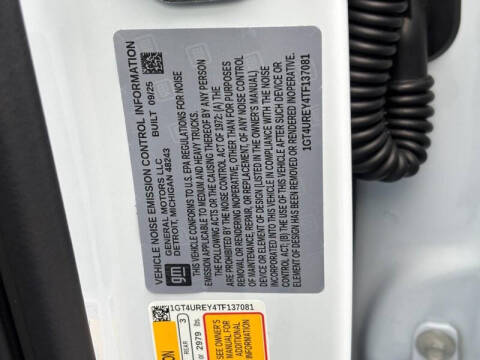 VEHICLE NOISE EMISSION CONTROL INFORMATION
GENERAL MOTORS LLC BUILT 09/25
DETROIT, MICHIGAN 48243
gm
VEHICLE CONFORMS TO U.S. EPA REGULATIONS FOR NOISE
EMISSION APPLICABLE TO MEDIUM AND HEAVY TRUCKS.
THE FOLLOWING ACTS OR THE CAUSING THEREOF BY ANY PERSON
ARE PROHIBITED BY THE NOISE CONTROL ACT OF 1972: (A) THE
REMOVAL OR RENDERING INOPERATIVE, OTHER THAN FOR PURPOSES
OF MAINTENANCE, REPAIR, OR REPLACEMENT, OF ANY NOISE CONTROL
DEVICE OR ELEMENT OF DESIGN (LISTED IN THE OWNER'S MANUAL)
INCORPORATED INTO THIS VEHICLE IN COMPLIANCE WITH THE NOISE
CONTROL ACT; (B) THE USE OF THIS VEHICLE AFTER SUCH DEVICE OR
ELEMENT OF DESIGN HAS BEEN REMOVED OR RENDERED INOPERATIVE.
1GT4UREY4TF137081
1GT4UREY4TF137081
REAR 3
or 2979 lbs.
SEE OWNER'S
MANUAL FOR
ADDITIONAL
INFORMATION